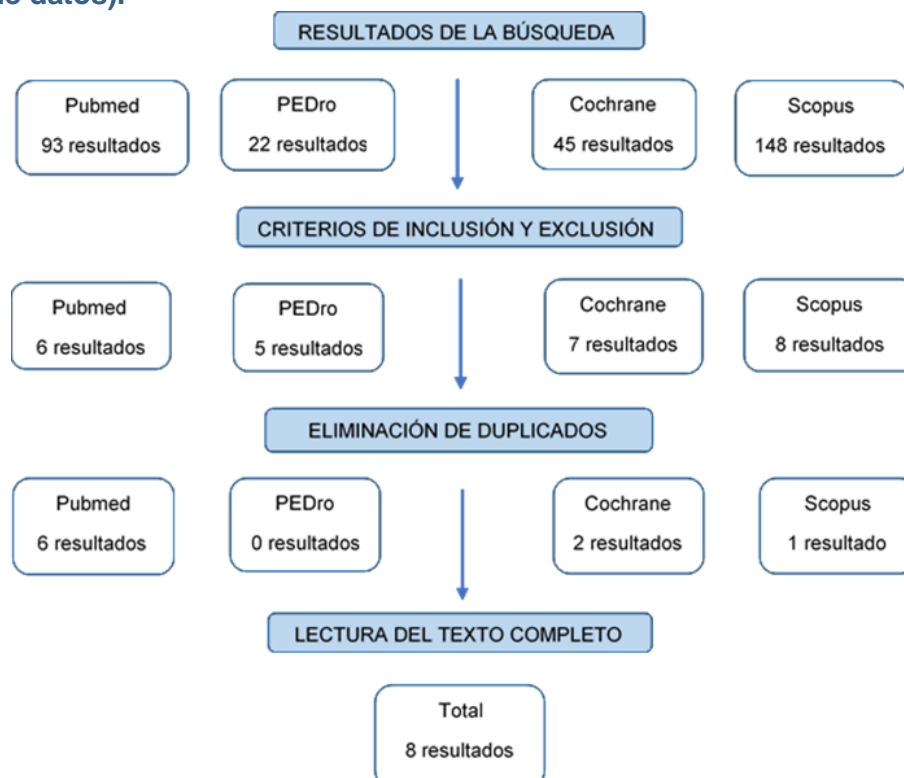 de datos).
RESULTADOS DE LA BÚSQUEDA
Pubmed
93 resultados
PEDro
22 resultados
Cochrane
45 resultados
Scopus
148 resultados
CRITERIOS DE INCLUSIÓN Y EXCLUSIÓN
Pubmed
6 resultados
PEDro
5 resultados
Cochrane
7 resultados
Scopus
8 resultados
ELIMINACIÓN DE DUPLICADOS
Pubmed
6 resultados
PEDro
0 resultados
Cochrane
2 resultados
Scopus
1 resultado
LECTURA DEL TEXTO COMPLETO
Total
8 resultados